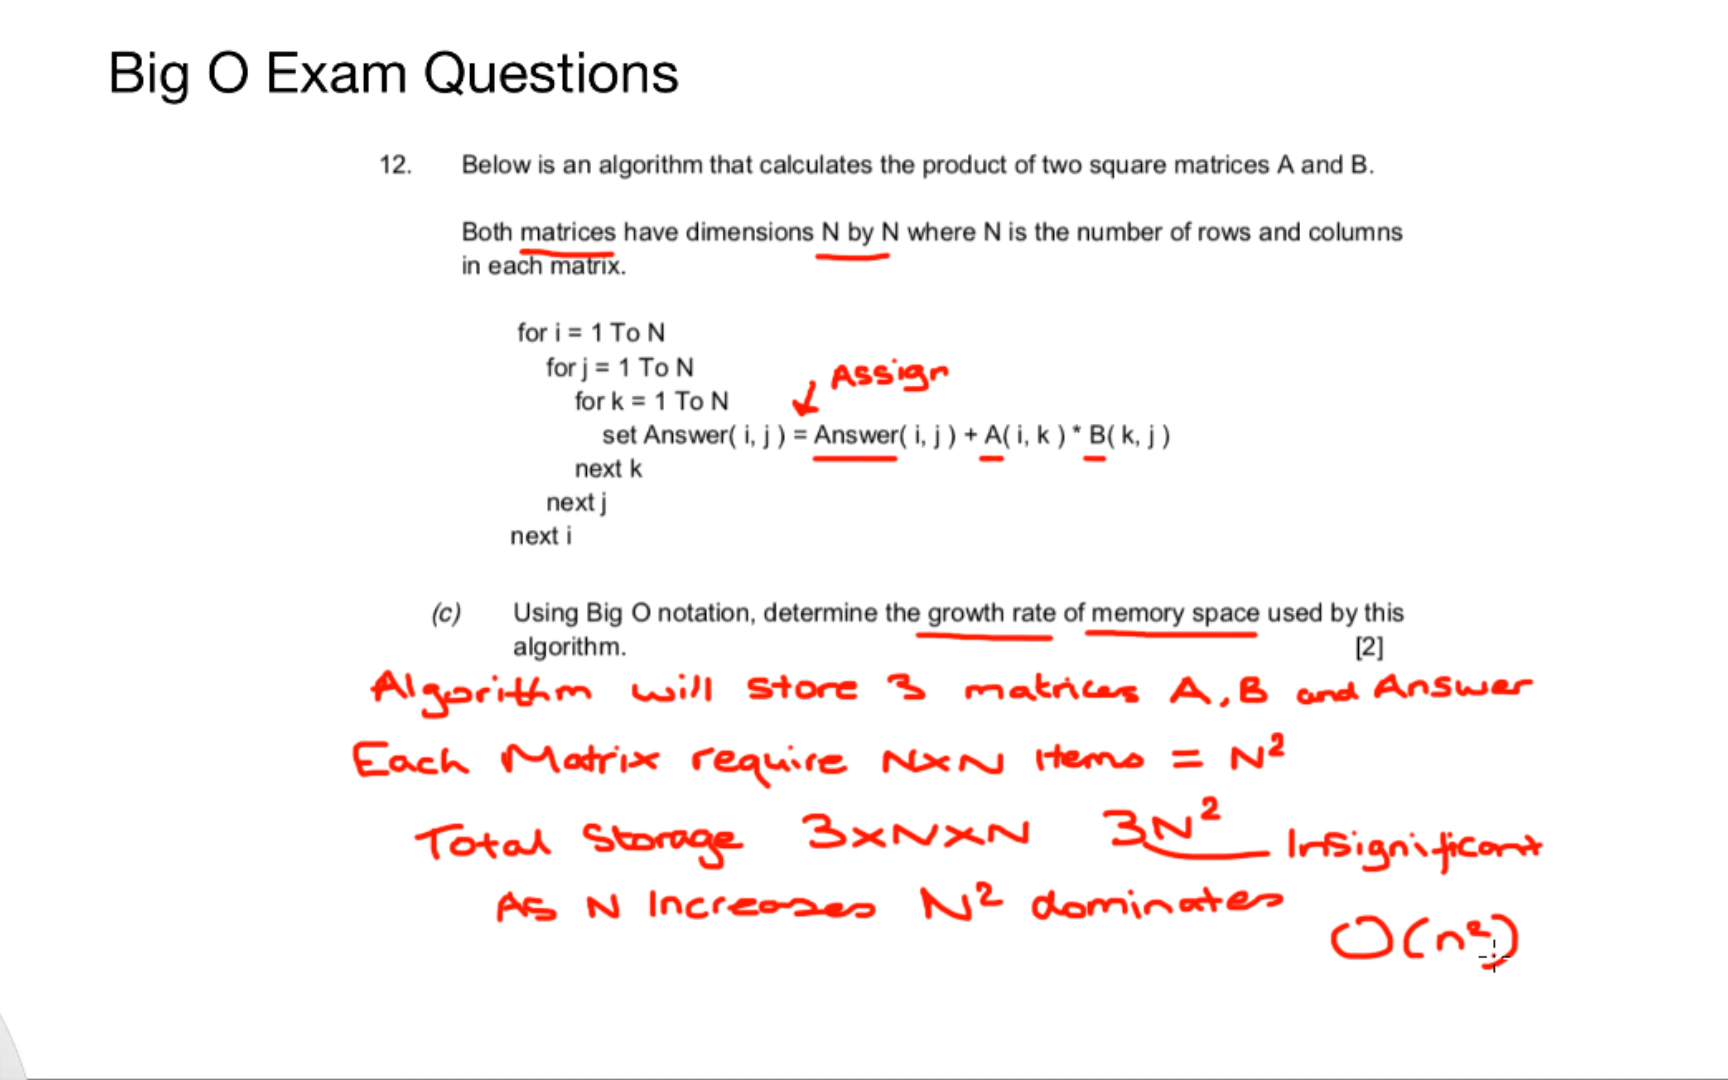 Big O Exam Questions
12. Below is an algorithm that calculates the product of two square matrices A and B.
Both matrices have dimensions N by N where N is the number of rows and columns
in each matrix.
for i = 1 To N
for j = 1 To N
Assign
for k = 1 To N
set Answer( i, j ) = Answer( i, j ) + A( i, k ) * B( k, j )
next k
next j
next i
(c) Using Big O notation, determine the growth rate of memory space used by this
algorithm. [2]
Algorithm will store 3 matrices A, B and Answer
Each Matrix require N×N Items = N²
Total Storage 3×N×N 3N² Insignificant
As N Increases N² dominates
O(n²)